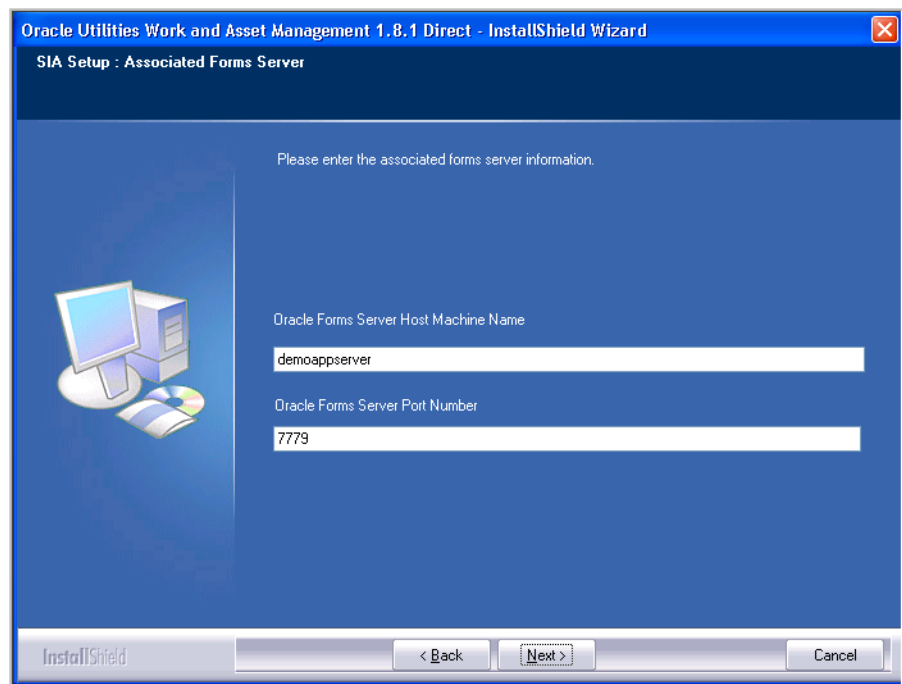 Oracle Utilities Work and Asset Management 1.8.1 Direct - InstallShield Wizard
SIA Setup : Associated Forms Server
Please enter the associated forms server information.
Oracle Forms Server Host Machine Name
demoappserver
Oracle Forms Server Port Number
7779
InstallShield
< Back
Next >
Cancel